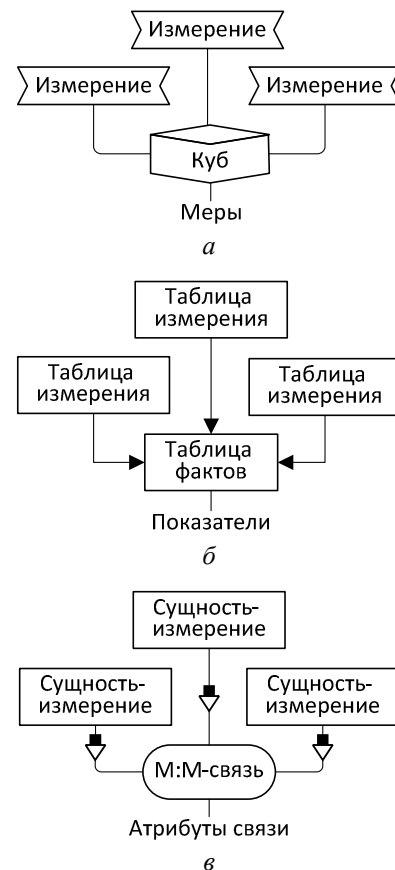 Измерение
Измерение
Измерение
Куб
Меры
а
Таблица
измерения
Таблица
измерения
Таблица
измерения
Таблица
фактов
Показатели
б
Сущность-
измерение
Сущность-
измерение
Сущность-
измерение
М:М-связь
Атрибуты связи
в